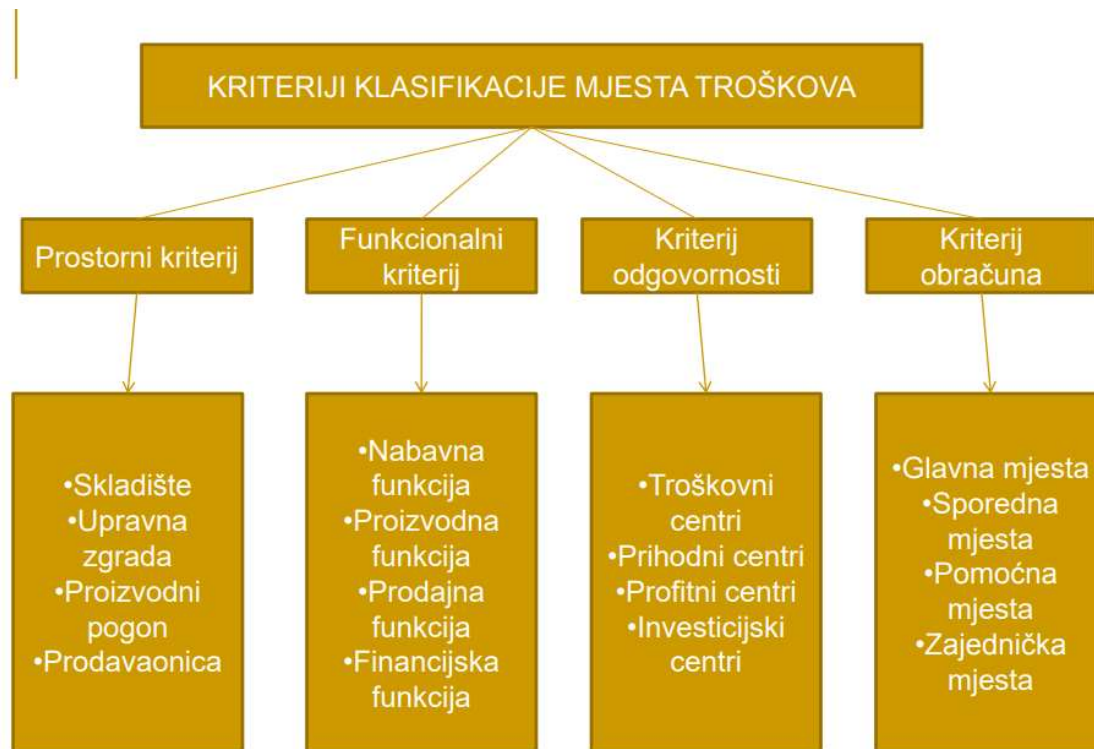 KRITERIJI KLASIFIKACIJE MJESTA TROŠKOVA
Prostorni kriterij
Funkcionalni
kriterij
Kriterij
odgovornosti
Kriterij
obračuna
•Skladište
•Upravna
zgrada
•Proizvodni
pogon
•Prodavaonica
•Nabavna
funkcija
•Proizvodna
funkcija
•Prodajna
funkcija
•Financijska
funkcija
•Troškovni
centri
•Prihodni centri
•Profitni centri
•Investicijski
centri
•Glavna mjesta
•Sporedna
mjesta
•Pomoćna
mjesta
•Zajednička
mjesta